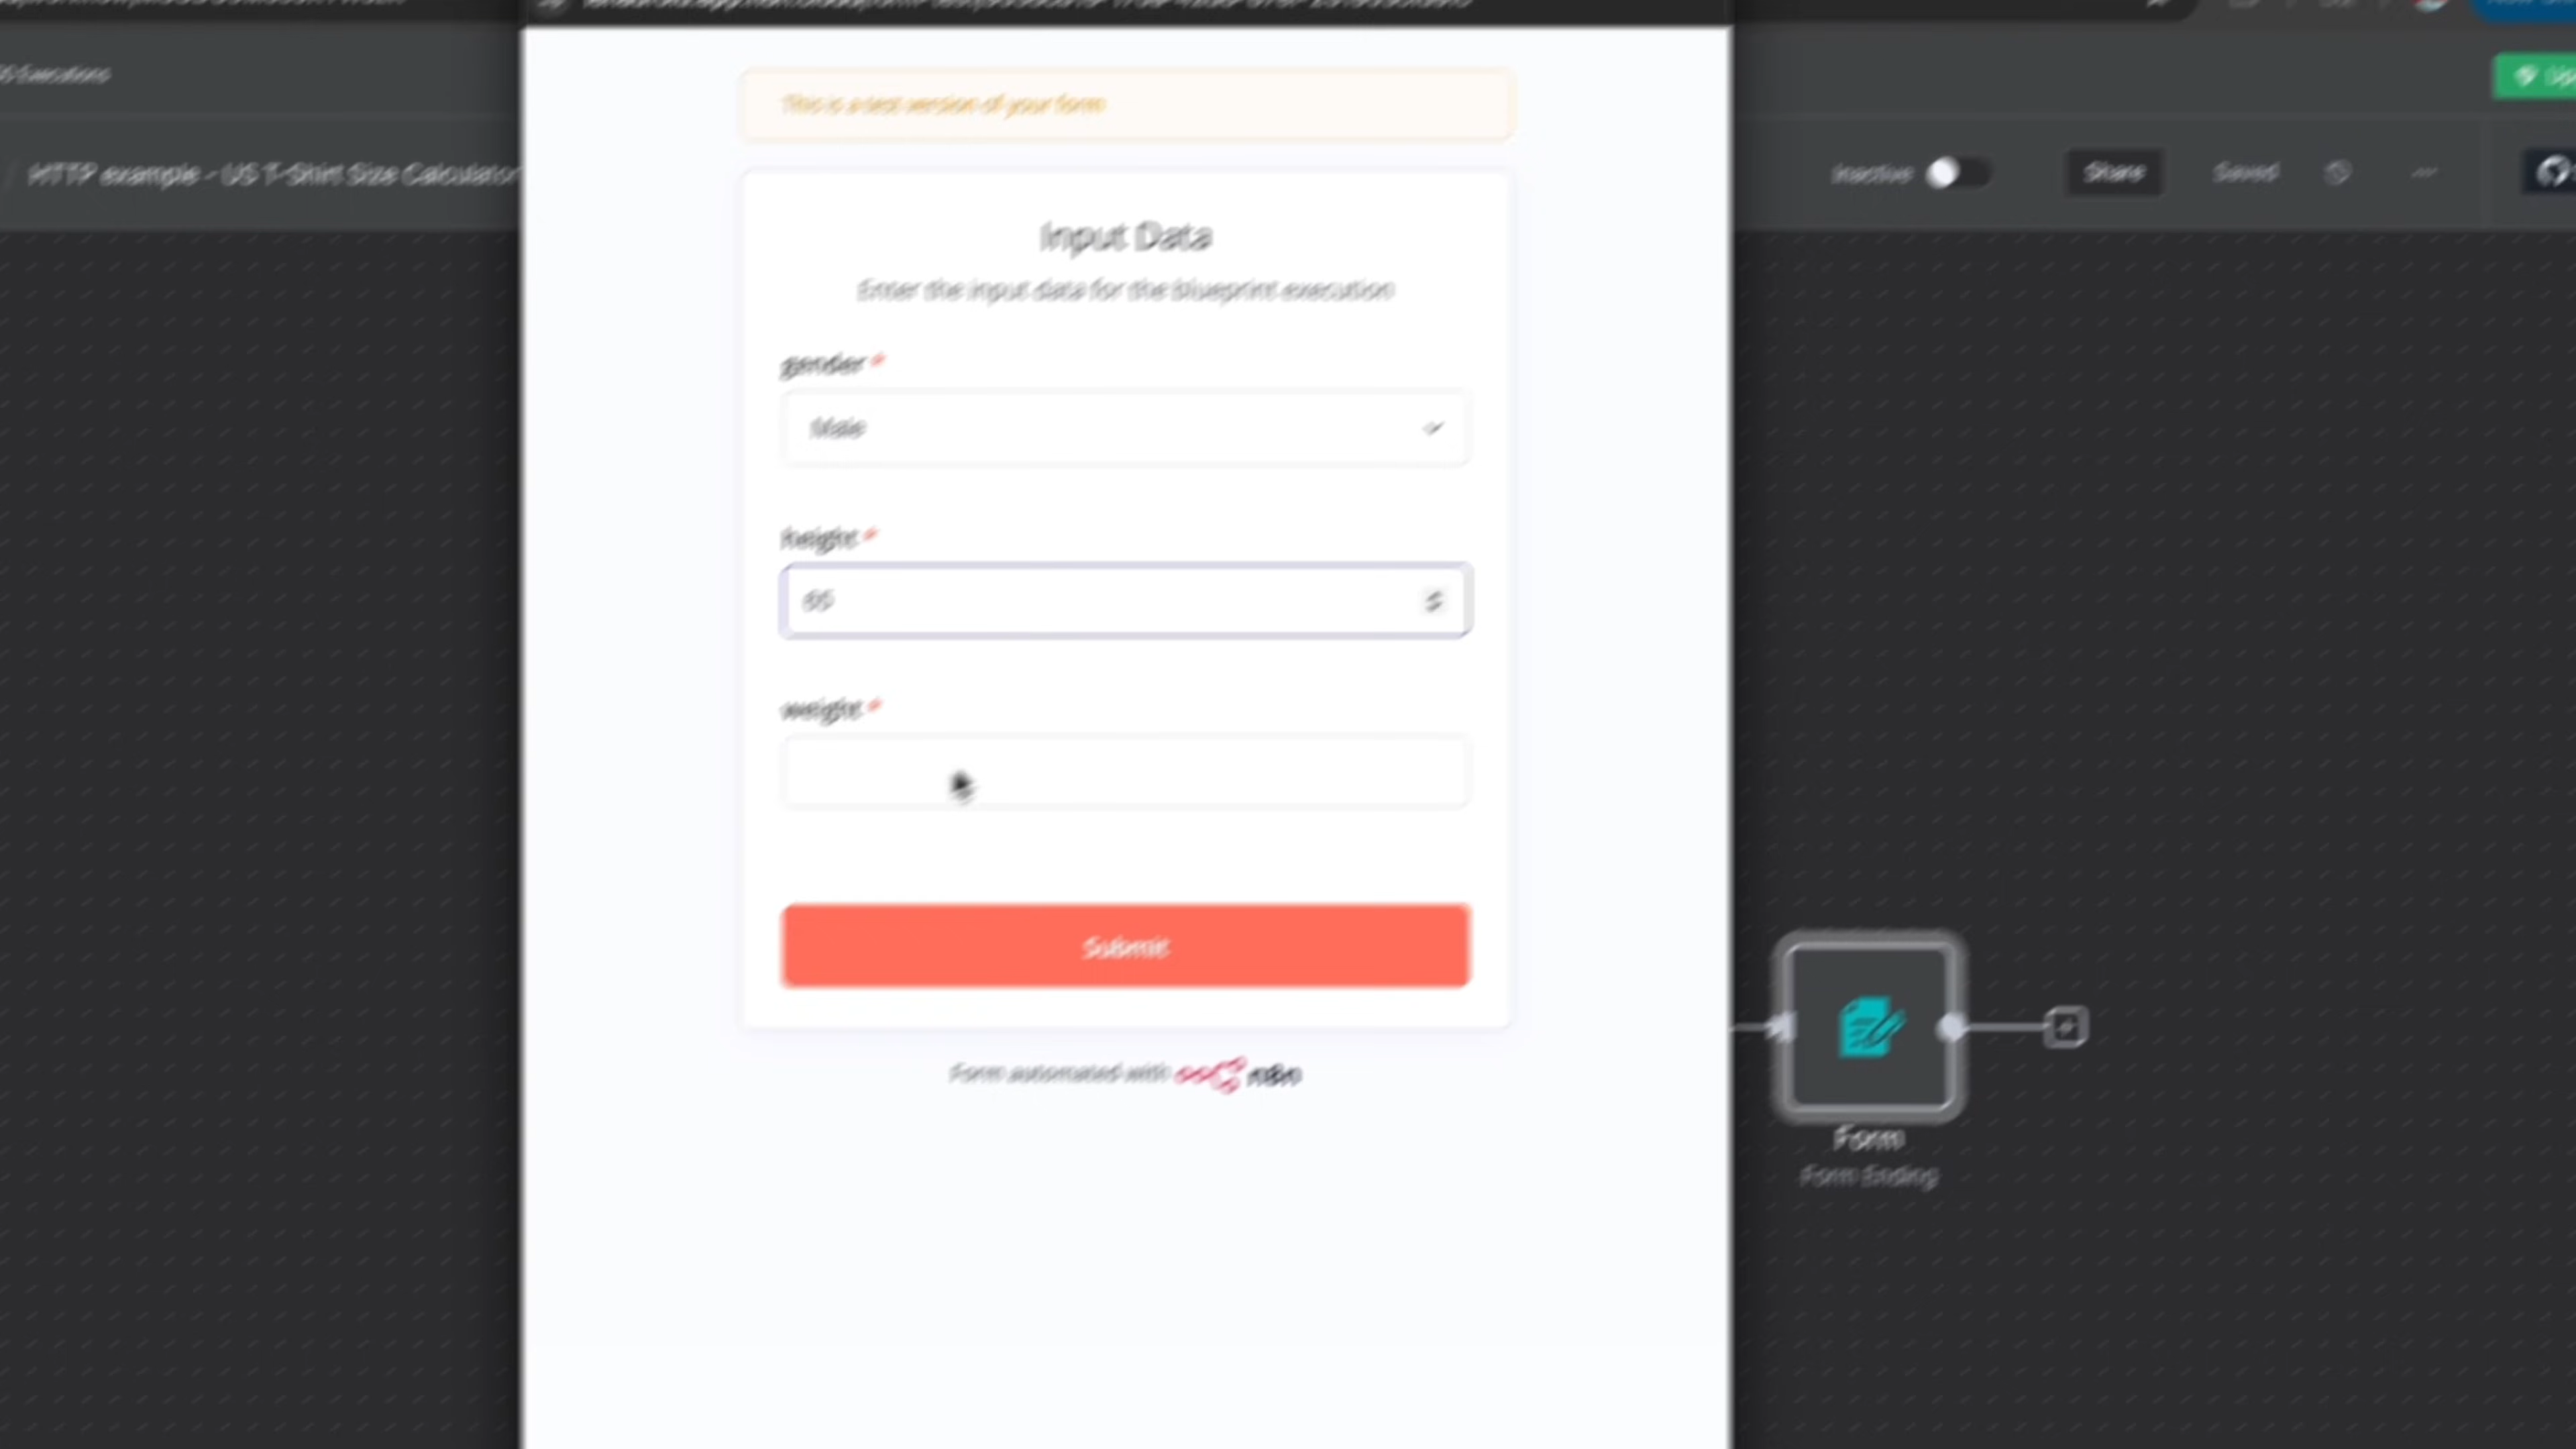 Executions
HTTP example - US T-Shirt Size Calculator
Inactive
Share
Saved
This is a test version of your form
Input Data
Enter the input data for the blueprint execution
gender *
Male
height *
weight *
Submit
Form automated with n8n
Form
Form Ending